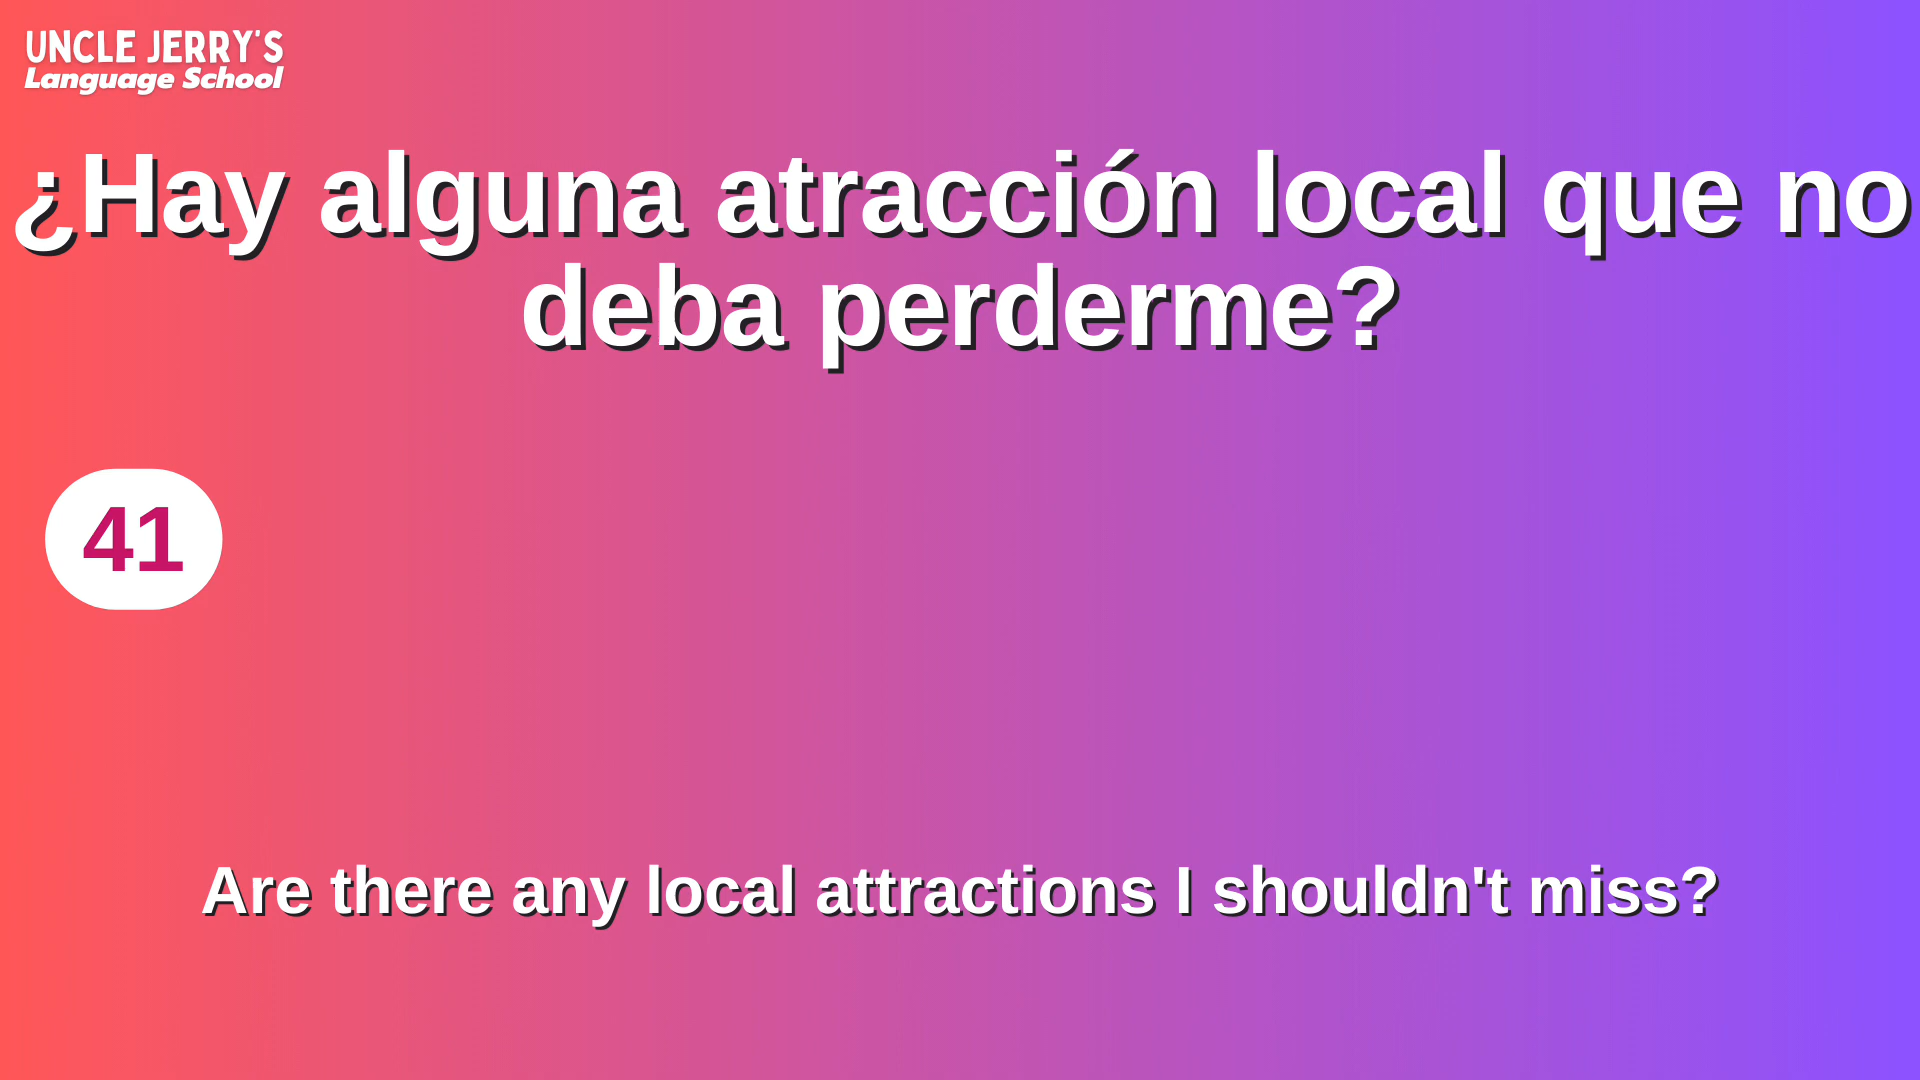 UNCLE JERRY'S
Language School
¿Hay alguna atracción local que no
deba perderme?
41
Are there any local attractions I shouldn't miss?